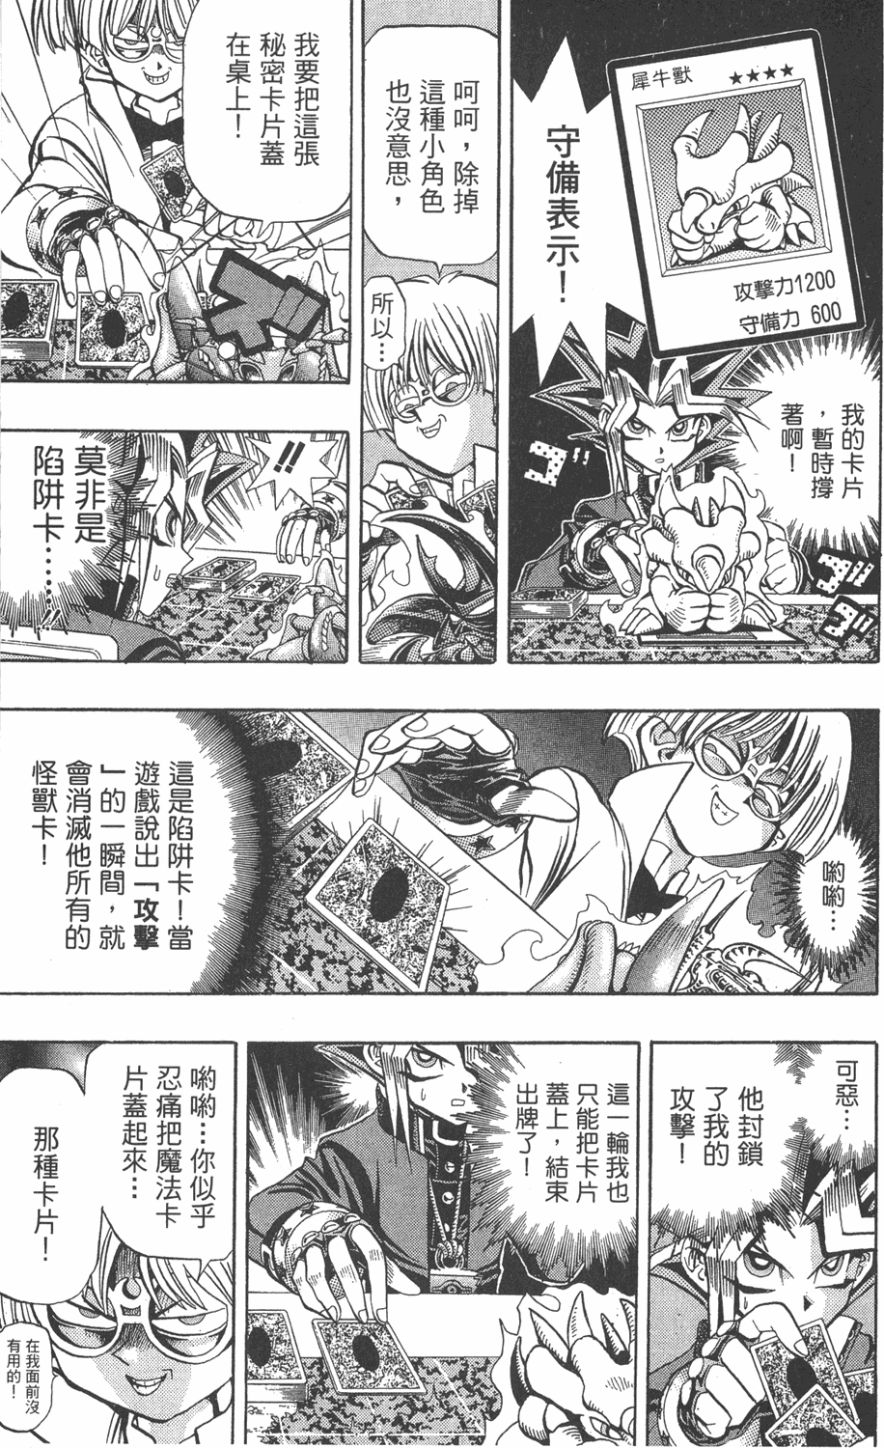 犀牛獸 ★★★★
攻擊力1200
守備力 600
守備表示！
我的卡片
，暫時撐
著啊！
ゴ
ゴ
ゴ
呵呵，除掉
這種小角色
也沒意思，
所以…
我要把這張
秘密卡片蓋
在桌上！
!!
莫非是
陷阱卡……!!
喲喲…
這是陷阱卡！當
遊戲說出「攻擊
」的一瞬間，就
會消滅他所有的
怪獸卡！
可惡…
他封鎖
了我的
攻擊！
這一輪我也
只能把卡片
蓋上，結束
出牌了！
喲喲…你似乎
忍痛把魔法卡
片蓋起來…
那種卡片！
在我面前沒
有用的！